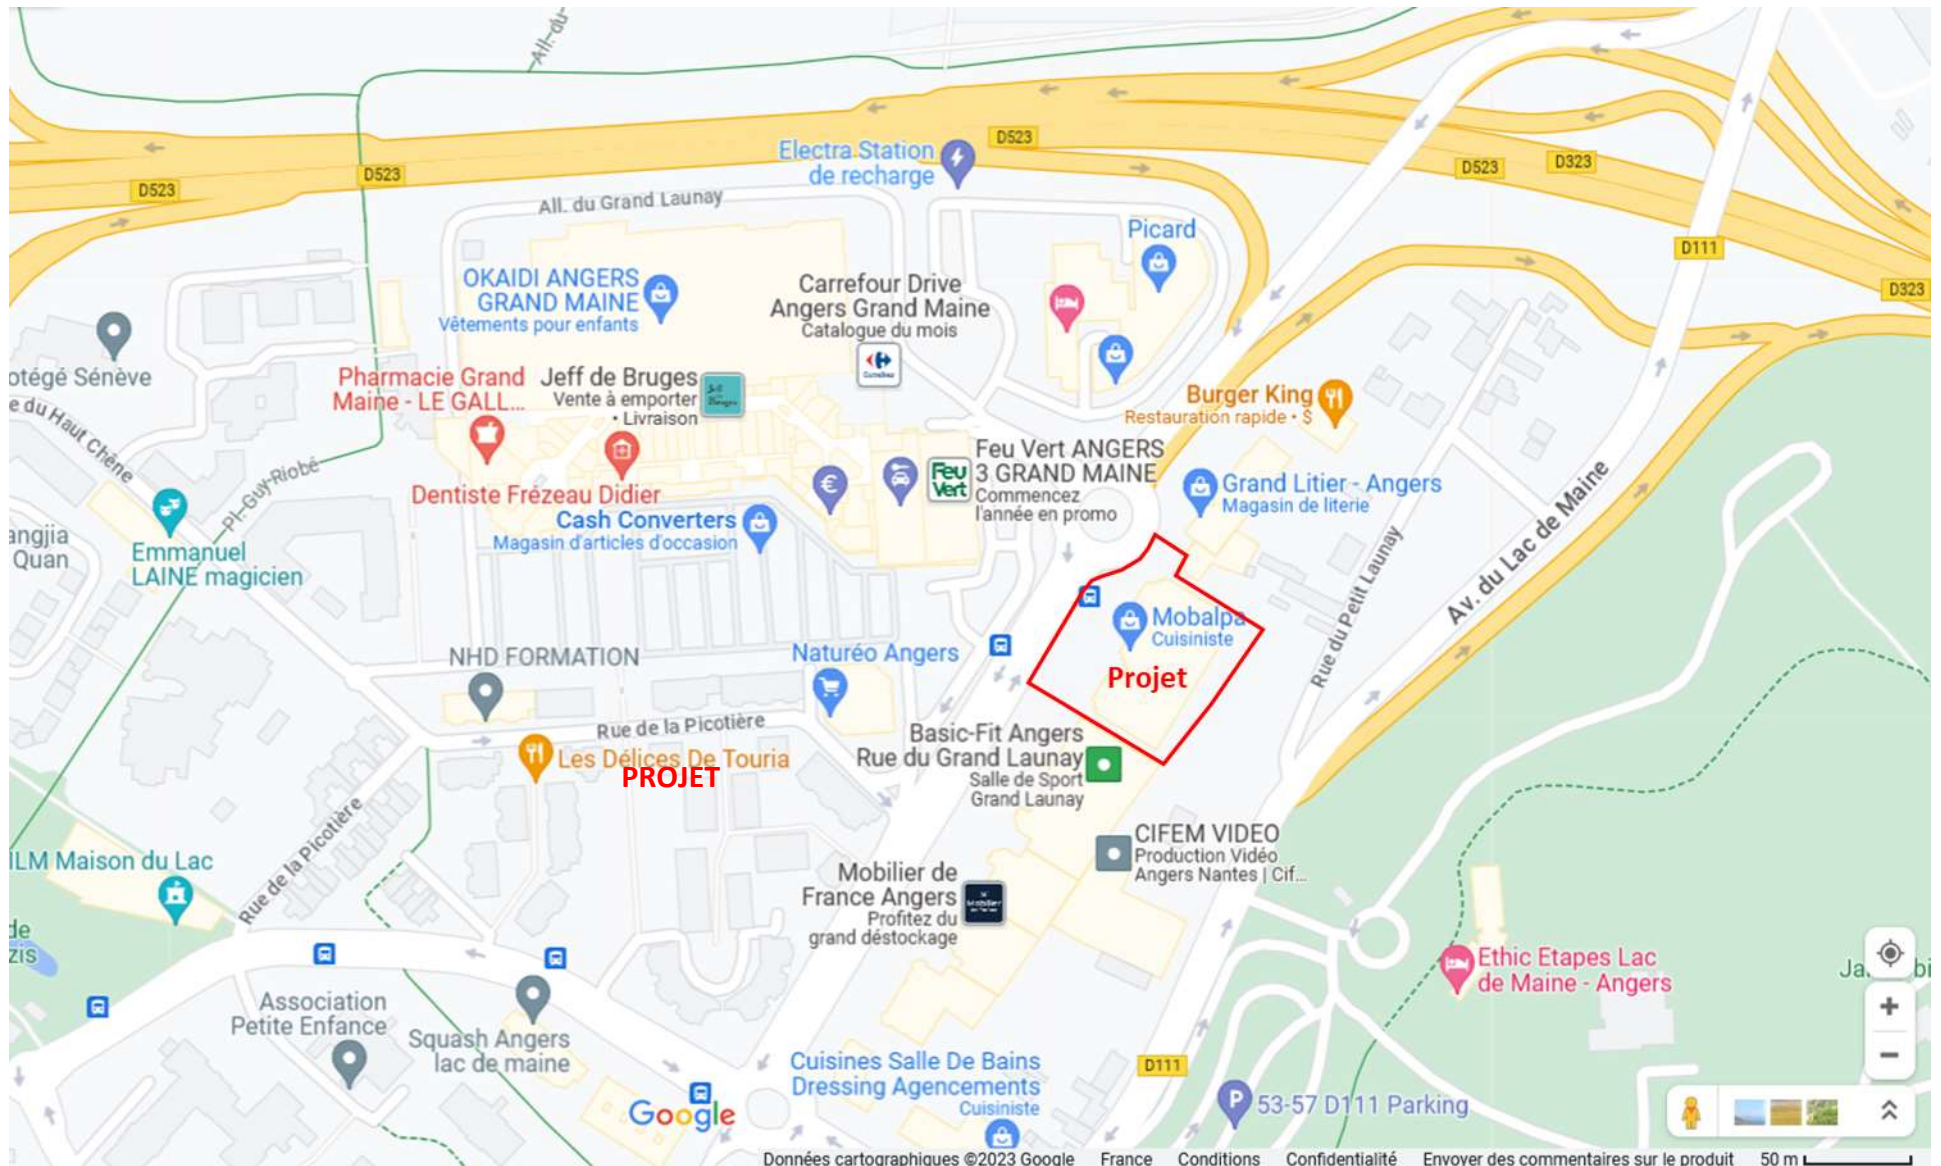 All. du
D523
Electra Station
de recharge
D523
D523
D523
D323
All. du Grand Launay
Picard
D111
D323
OKAIDI ANGERS
GRAND MAINE
Vêtements pour enfants
Carrefour Drive
Angers Grand Maine
Catalogue du mois
otégé Sénève
Pharmacie Grand
Maine - LE GALL...
Jeff de Bruges
Vente à emporter
• Livraison
Burger King
Restauration rapide • $
e du Haut Chêne
Pl. Guy-Riobé
Dentiste Frézeau Didier
Feu
Vert
Feu Vert ANGERS
3 GRAND MAINE
Commencez
l'année en promo
Grand Litier - Angers
Magasin de literie
Cash Converters
Magasin d'articles d'occasion
angjia
Quan
Emmanuel
LAINE magicien
Rue du Petit Launay
Av. du Lac de Maine
Mobalpa
Cuisiniste
Projet
NHD FORMATION
Naturéo Angers
Rue de la Picotière
Les Délices De Touria
PROJET
Basic-Fit Angers
Rue du Grand Launay
Salle de Sport
Grand Launay
CIFEM VIDEO
Production Vidéo
Angers Nantes | Cif...
Rue de la Picotière
ILM Maison du Lac
Mobilier de
France Angers
Profitez du
grand déstockage
de
zis
Ethic Etapes Lac
de Maine - Angers
Association
Petite Enfance
Squash Angers
lac de maine
Cuisines Salle De Bains
Dressing Agencements
Cuisiniste
D111
P
53-57 D111 Parking
Google
Données cartographiques ©2023 Google France Conditions Confidentialité Envoyer des commentaires sur le produit 50 m